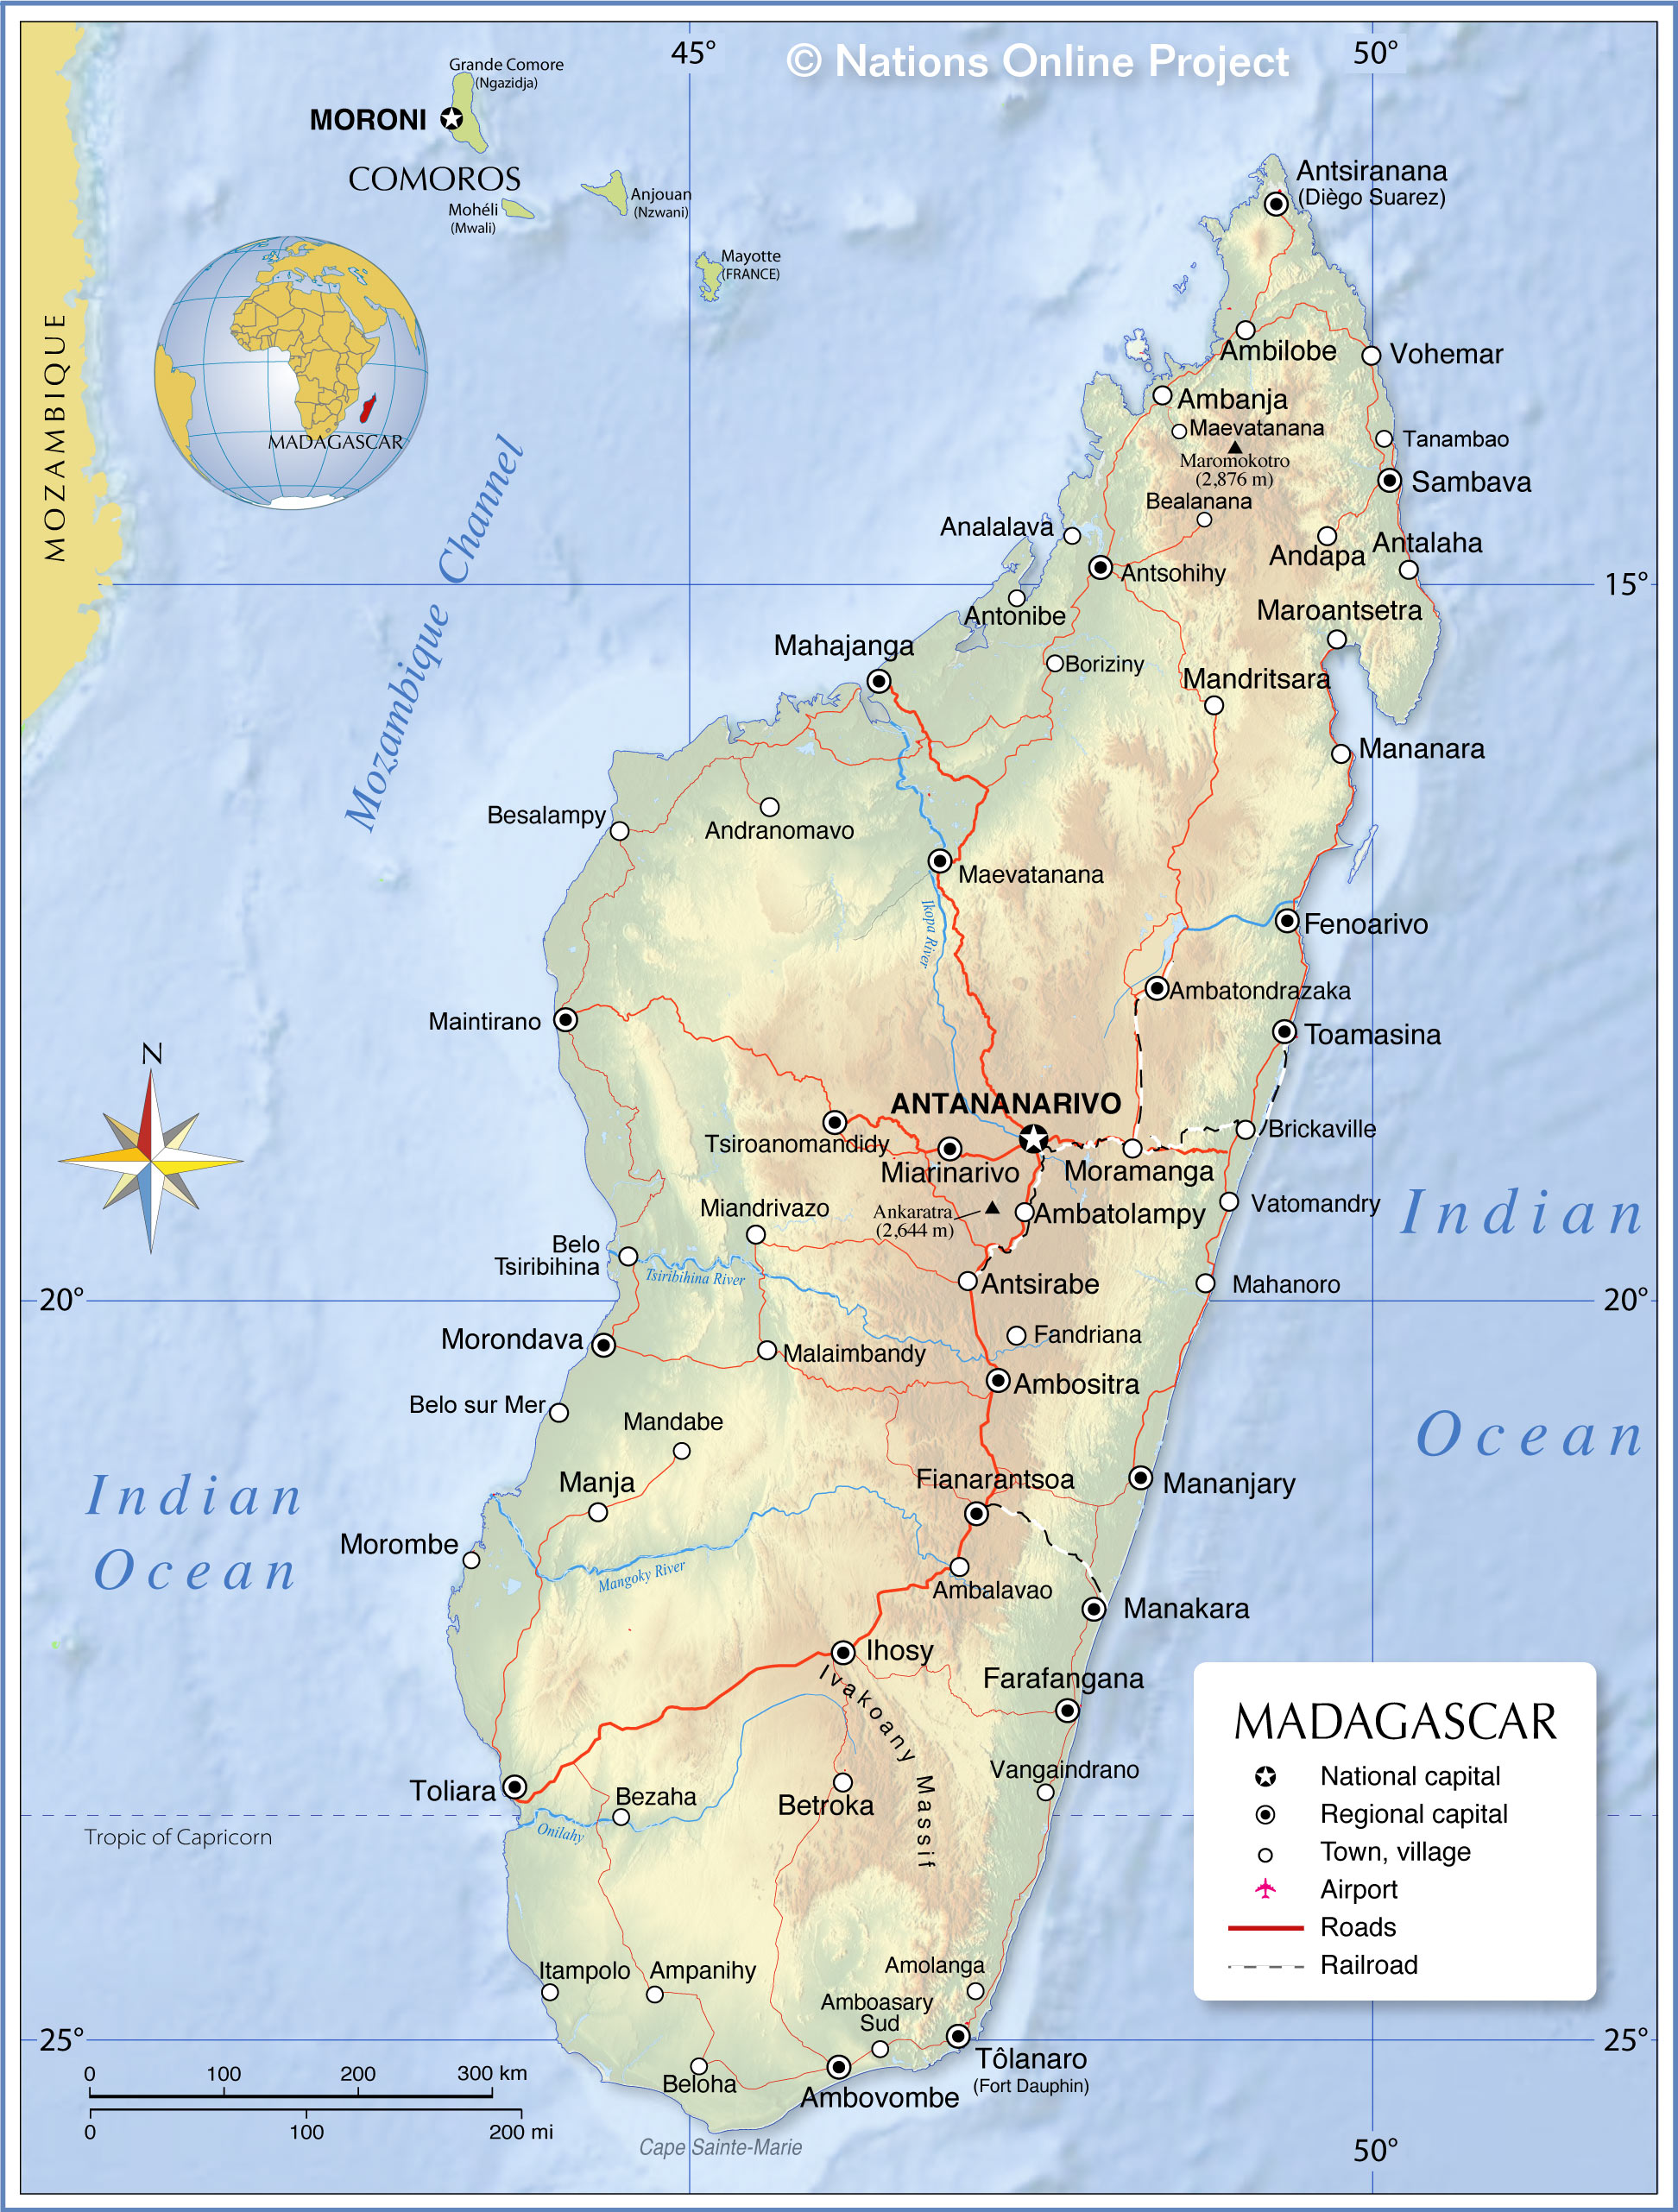 45°
© Nations Online Project
50°
Grande Comore
(Ngazidja)
MORONI
COMOROS
Mohéli
(Mwali)
Anjouan
(Nzwani)
Mayotte
(FRANCE)
MOZAMBIQUE
MADAGASCAR
Mozambique Channel
Antsiranana
(Diègo Suarez)
Ambilobe
Vohemar
Ambanja
Maevatanana
Maromokotro
(2,876 m)
Tanambao
Sambava
Bealanana
Analalava
Andapa
Antalaha
Antsohihy
15°
Antonibe
Maroantsetra
Mahajanga
Boriziny
Mandritsara
Mananara
Besalampy
Andranomavo
Maevatanana
Ikopa River
Fenoarivo
Ambatondrazaka
Maintirano
Toamasina
N
ANTANANARIVO
Tsiroanomandidy
Miarinarivo
Moramanga
Brickaville
Miandrivazo
Ankaratra
(2,644 m)
Ambatolampy
Vatomandry
Indian
Ocean
Belo
Tsiribihina
Tsiribihina River
Antsirabe
Mahanoro
20°
20°
Morondava
Malaimbandy
Fandriana
Ambositra
Belo sur Mer
Mandabe
Manja
Fianarantsoa
Mananjary
Indian
Ocean
Morombe
Mangoky River
Ambalavao
Manakara
Ihosy
Ivakoany Massif
Farafangana
Vangaindrano
Toliara
Bezaha
Betroka
Onilahy
Tropic of Capricorn
Itampolo
Ampanihy
Amolanga
Amboasary
Sud
25°
25°
Tôlanaro
(Fort Dauphin)
Beloha
Ambovombe
Cape Sainte-Marie
MADAGASCAR
National capital
Regional capital
Town, village
Airport
Roads
Railroad
0 100 200 300 km
0 100 200 mi
50°